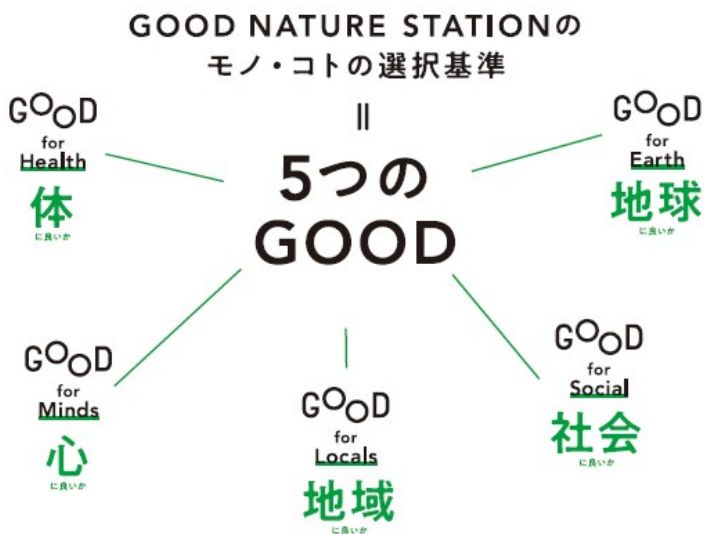 GOOD NATURE STATIONの
モノ・コトの選択基準
=
5つの
GOOD
GOOD
for
Health
体
に良いか
GOOD
for
Earth
地球
に良いか
GOOD
for
Minds
心
に良いか
GOOD
for
Locals
地域
に良いか
GOOD
for
Social
社会
に良いか